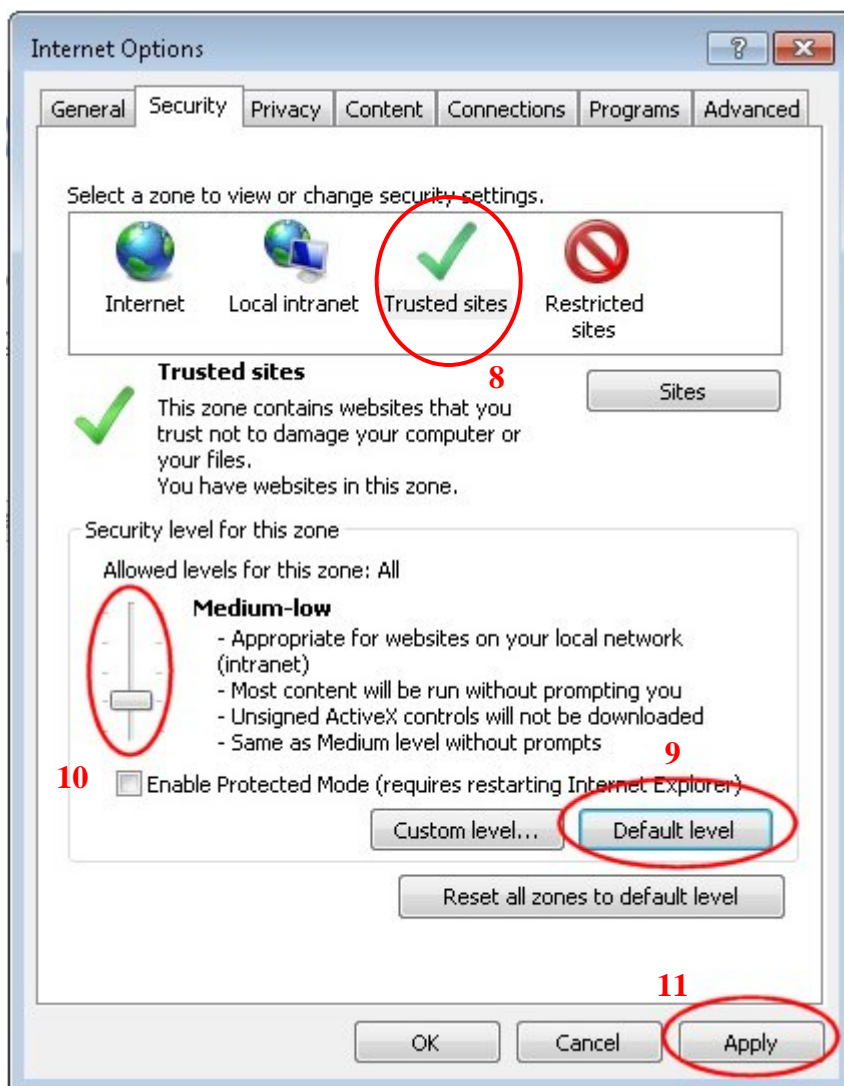 Internet Options
General Security Privacy Content Connections Programs Advanced
Select a zone to view or change security settings.
Internet Local intranet Trusted sites Restricted
sites
8
Trusted sites
Sites
This zone contains websites that you
trust not to damage your computer or
your files.
You have websites in this zone.
Security level for this zone
Allowed levels for this zone: All
Medium-low
- Appropriate for websites on your local network
(intranet)
- Most content will be run without prompting you
- Unsigned ActiveX controls will not be downloaded
- Same as Medium level without prompts
9
10
Enable Protected Mode (requires restarting Internet Explorer)
Custom level... Default level
Reset all zones to default level
11
OK Cancel Apply